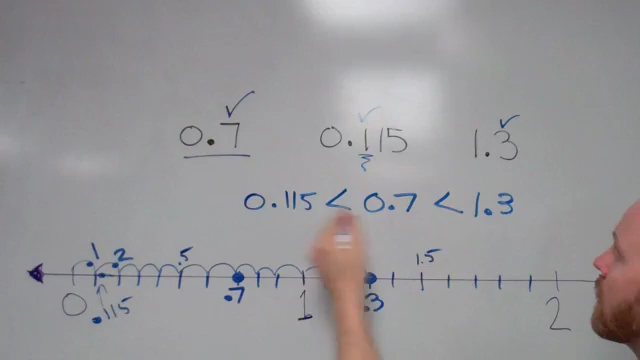 0.7 0.115 1.3
0.115 < 0.7 < 1.3
.1 .2 .5 1.5
0 .7 1 .3 2
.115